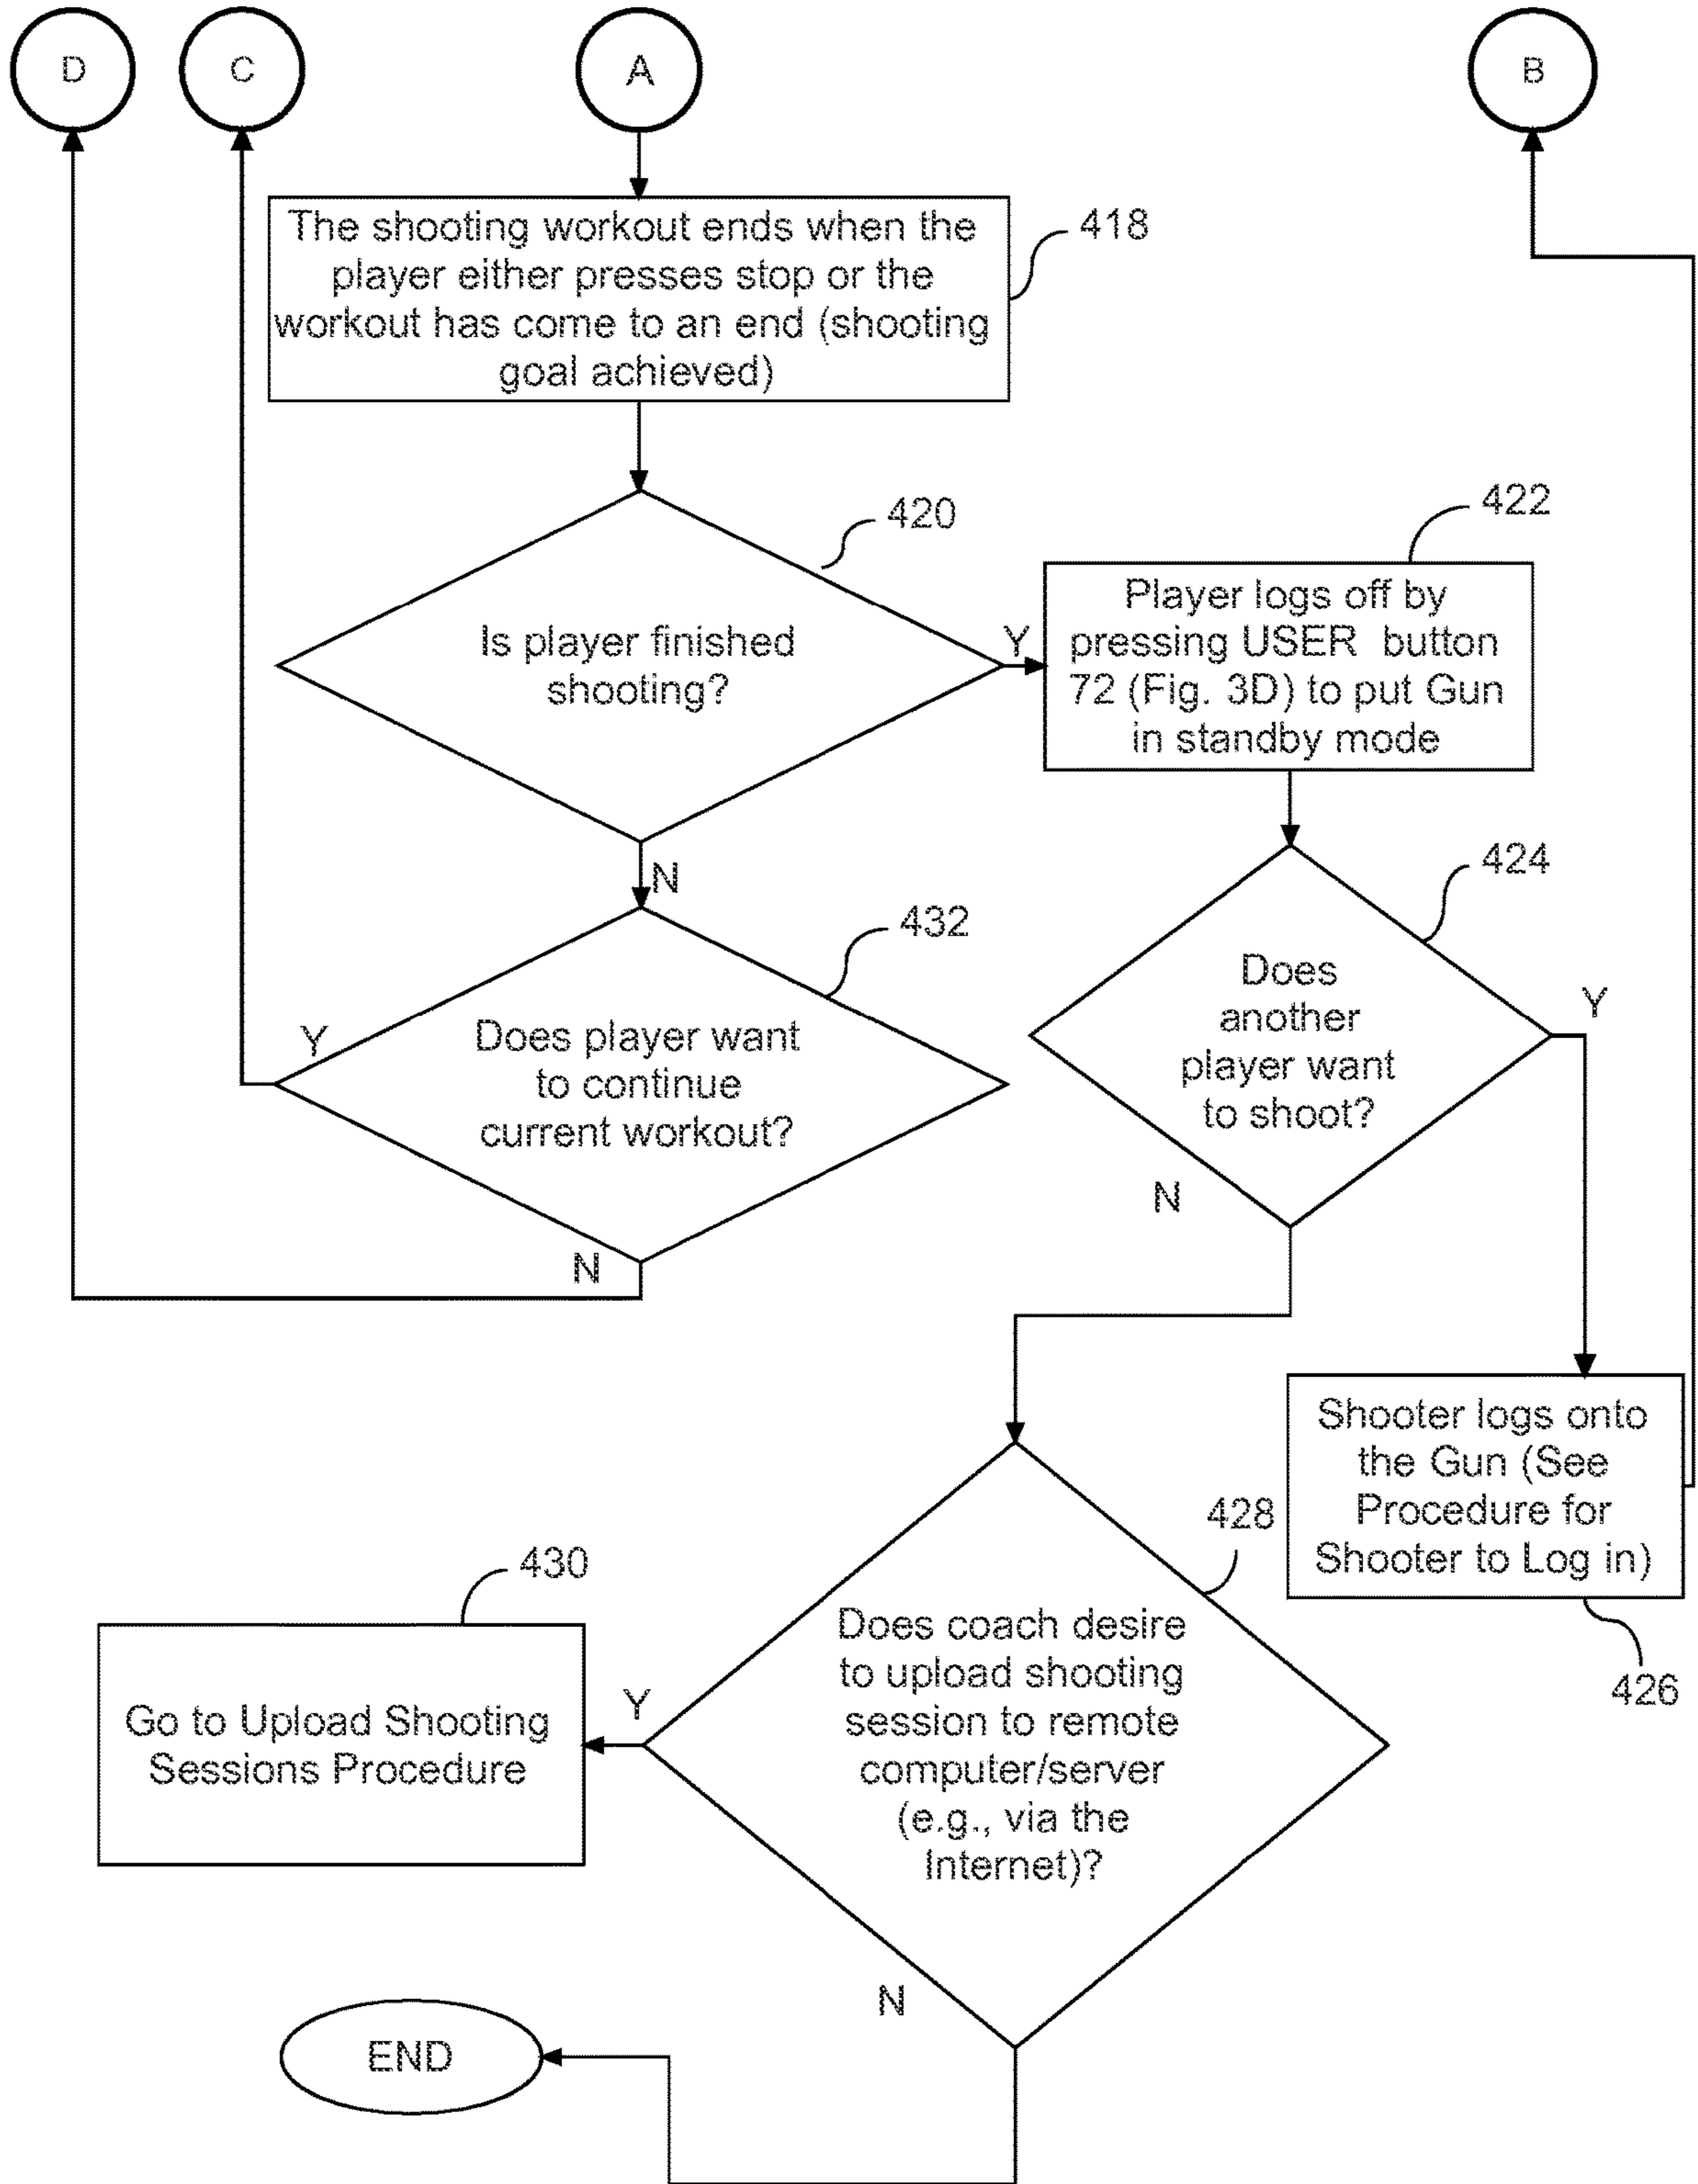 D
C
A
B
The shooting workout ends when the
player either presses stop or the
workout has come to an end (shooting
goal achieved)
418
420
Is player finished
shooting?
Y
N
422
Player logs off by
pressing USER button
72 (Fig. 3D) to put Gun
in standby mode
424
Does
another
player want
to shoot?
Y
N
432
Does player want
to continue
current workout?
Y
N
Shooter logs onto
the Gun (See
Procedure for
Shooter to Log in)
426
428
Does coach desire
to upload shooting
session to remote
computer/server
(e.g., via the
Internet)?
Y
N
430
Go to Upload Shooting
Sessions Procedure
END